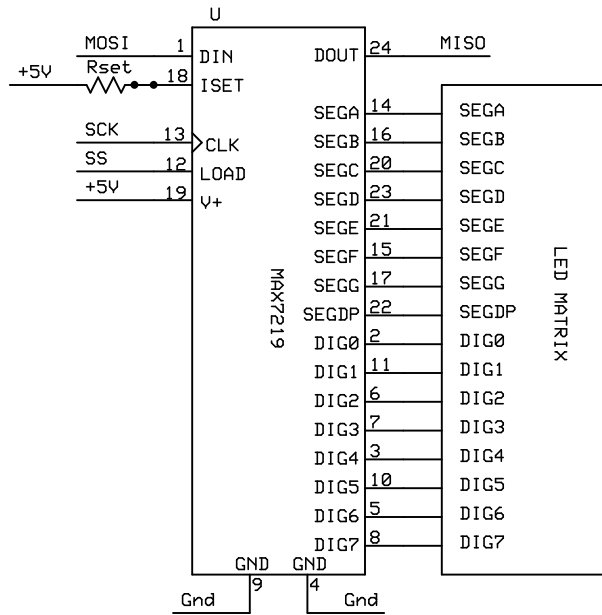 U
MOSI 1 DIN DOUT 24 MISO
+5V Rset 18 ISET
SEGA 14 SEGA
SCK 13 CLK SEGB 16 SEGB
SS 12 LOAD SEGC 20 SEGC
+5V 19 V+ SEGD 23 SEGD
SEGE 21 SEGE
SEGF 15 SEGF
SEGG 17 SEGG
SEGDP 22 SEGDP
DIG0 2 DIG0
DIG1 11 DIG1
DIG2 6 DIG2
DIG3 7 DIG3
DIG4 3 DIG4
DIG5 10 DIG5
DIG6 5 DIG6
DIG7 8 DIG7
MAX7219
LED MATRIX
GND GND
9 4
Gnd Gnd